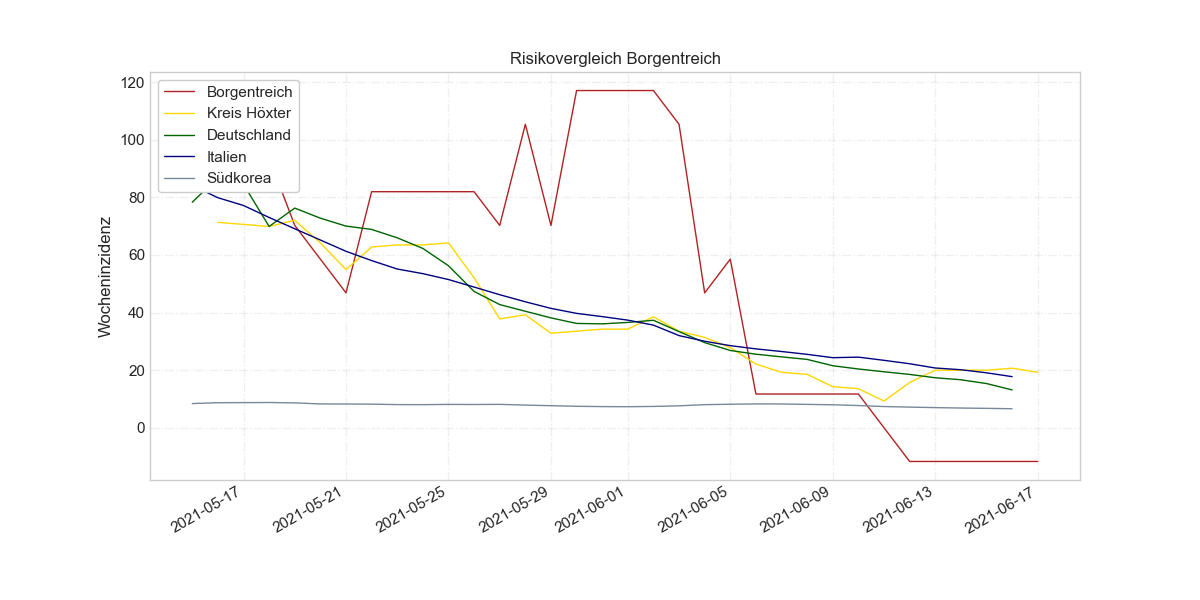 Risikovergleich Borgentreich
Wocheninzidenz
120
100
80
60
40
20
0
Borgentreich
Kreis Höxter
Deutschland
Italien
Südkorea
2021-05-17
2021-05-21
2021-05-25
2021-05-29
2021-06-01
2021-06-05
2021-06-09
2021-06-13
2021-06-17